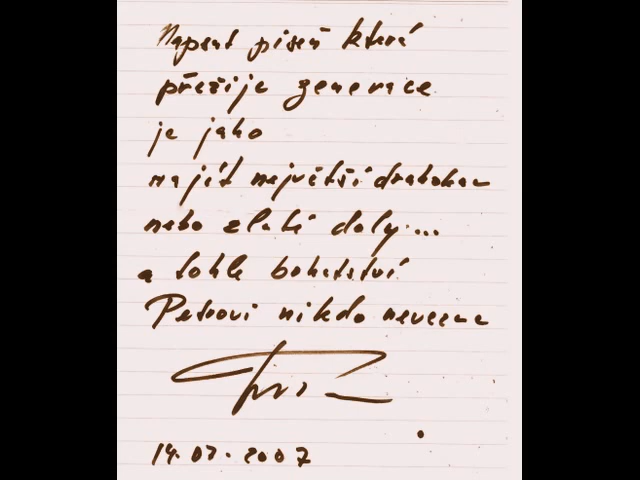 Napsat píseň která
přežije generace
je jako
najít největší drahokam
nebo zlaté doly...
a tohle bohatství
Petrovi nikdo nevezme
14.07.2007